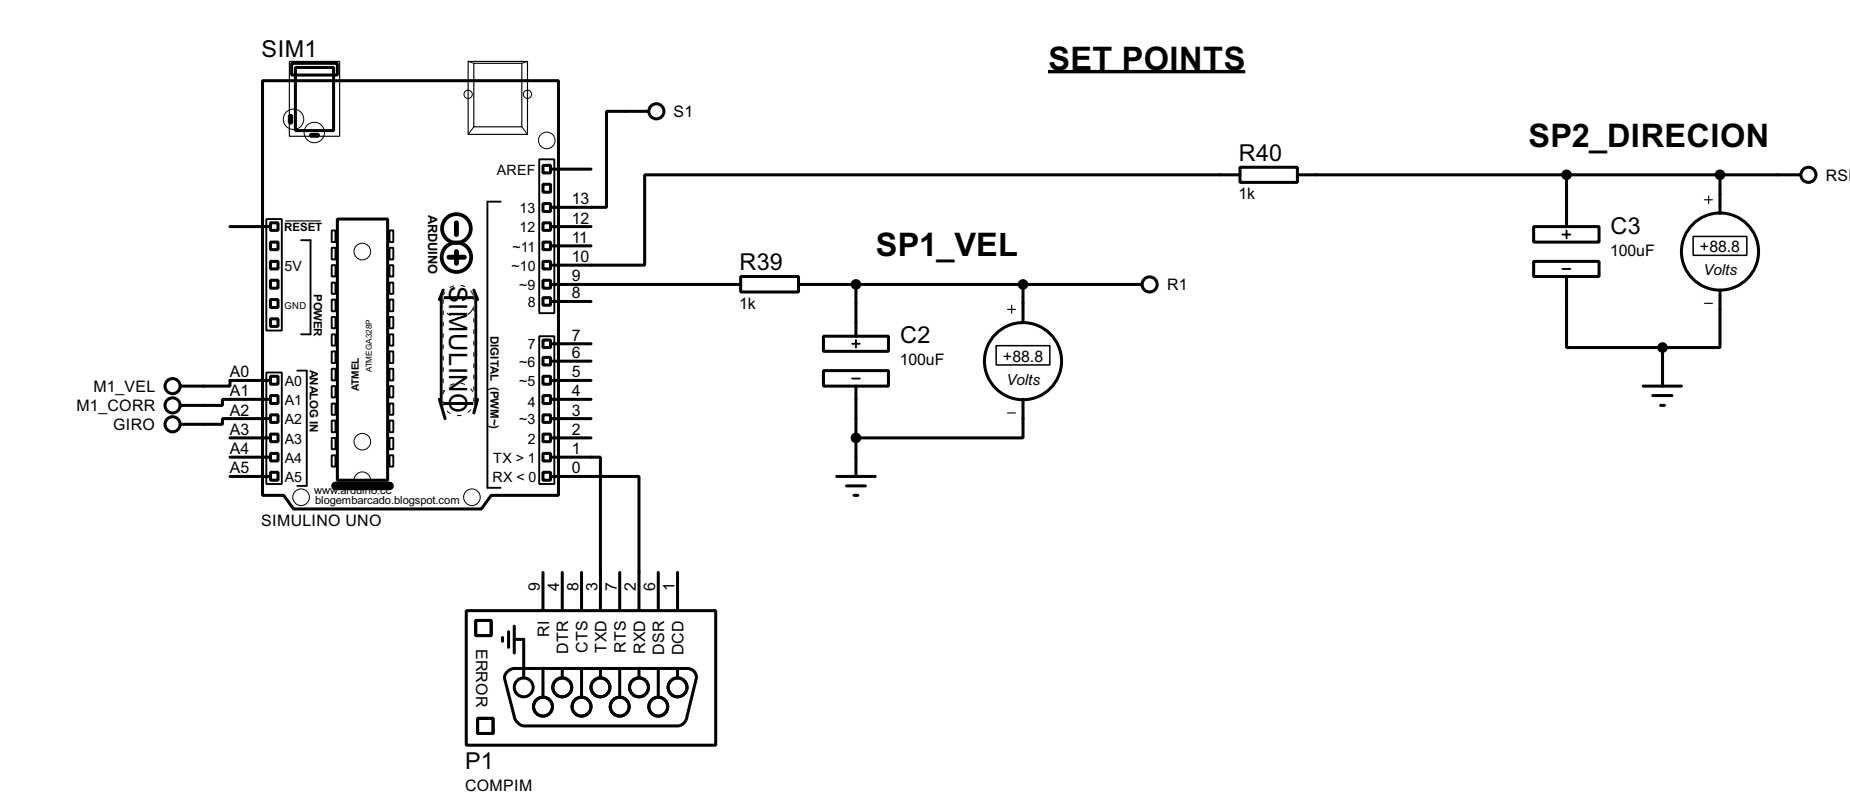 SIM1
SET POINTS
S1
SP2_DIRECION
R40
1k
AREF
13 13
12 12
~11 11
~10 10
~9 9
8 8
RESET
5V
GND
POWER
ARDUINO
SIMULINO
ATMEL
ATMEGA328P
DIGITAL (PWM~)
SP1_VEL
R39
1k
R1
+
C3
100uF
+
-
+88.8
Volts
-
+
C2
100uF
+
-
+88.8
Volts
-
7 7
~6 6
~5 5
4 4
~3 3
2 2
TX > 1 1
RX < 0 0
M1_VEL A0 A0
M1_CORR A1 A1
GIRO A2 A2
A3 A3
A4 A4
A5 A5
ANALOG IN
www.arduino.cc
blogembarcado.blogspot.com
SIMULINO UNO
9 4 8 3 7 2 6 1
RI DTR CTS TXD RTS RXD DSR DCD
ERROR
P1
COMPIM